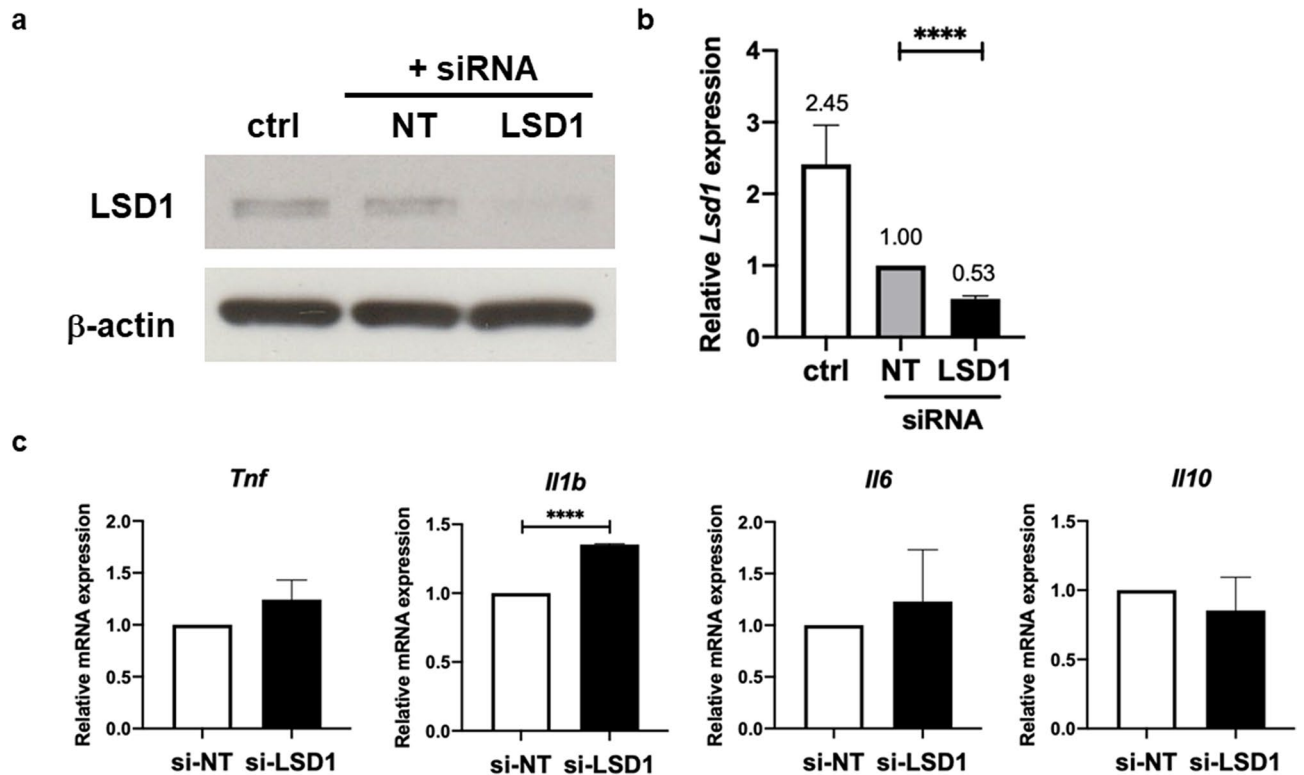 a
+ siRNA
ctrl NT LSD1
LSD1
β-actin
b
Relative Lsd1 expression
4
3
2
1
0
****
2.45
1.00
0.53
ctrl NT LSD1
siRNA
c
Tnf
Relative mRNA expression
2.0
1.5
1.0
0.5
0.0
si-NT si-LSD1
Il1b
Relative mRNA expression
1.5
1.0
0.5
0.0
****
si-NT si-LSD1
Il6
Relative mRNA expression
2.0
1.5
1.0
0.5
0.0
si-NT si-LSD1
Il10
Relative mRNA expression
1.5
1.0
0.5
0.0
si-NT si-LSD1